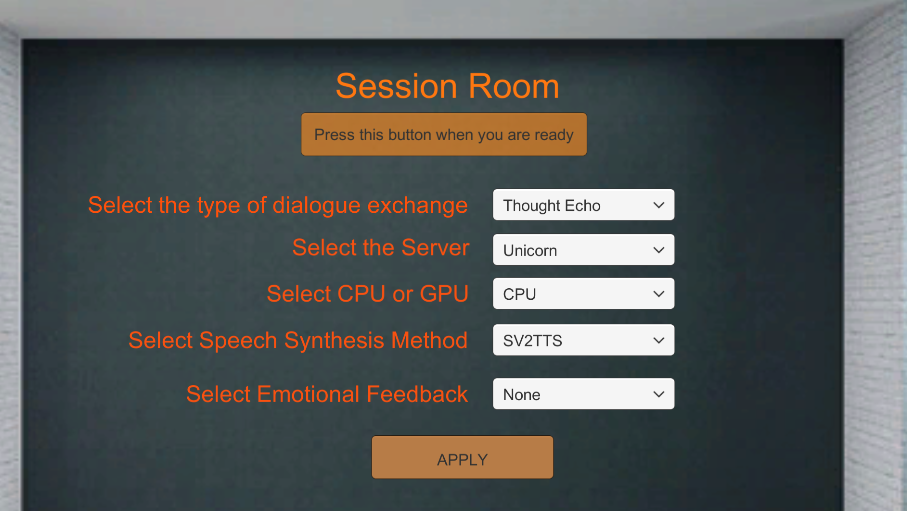 Session Room
Press this button when you are ready
Select the type of dialogue exchange Thought Echo
Select the Server Unicorn
Select CPU or GPU CPU
Select Speech Synthesis Method SV2TTS
Select Emotional Feedback None
APPLY